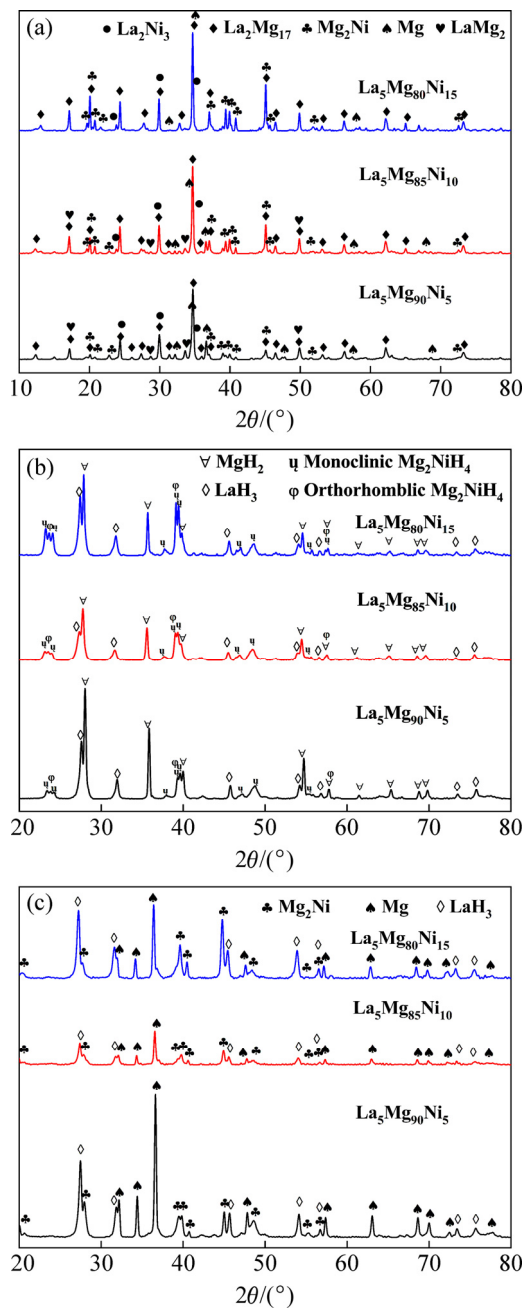 (a) ● La₂Ni₃ ♦ La₂Mg₁₇ ♣ Mg₂Ni ♠ Mg ♥ LaMg₂
La₅Mg₈₀Ni₁₅
La₅Mg₈₅Ni₁₀
La₅Mg₉₀Ni₅
10 20 30 40 50 60 70 80
2θ/(°)
(b) ∀ MgH₂ կ Monoclinic Mg₂NiH₄
◊ LaH₃ φ Orthorhomblic Mg₂NiH₄
La₅Mg₈₀Ni₁₅
La₅Mg₈₅Ni₁₀
La₅Mg₉₀Ni₅
20 30 40 50 60 70 80
2θ/(°)
(c) ♣ Mg₂Ni ♠ Mg ◊ LaH₃
La₅Mg₈₀Ni₁₅
La₅Mg₈₅Ni₁₀
La₅Mg₉₀Ni₅
20 30 40 50 60 70 80
2θ/(°)